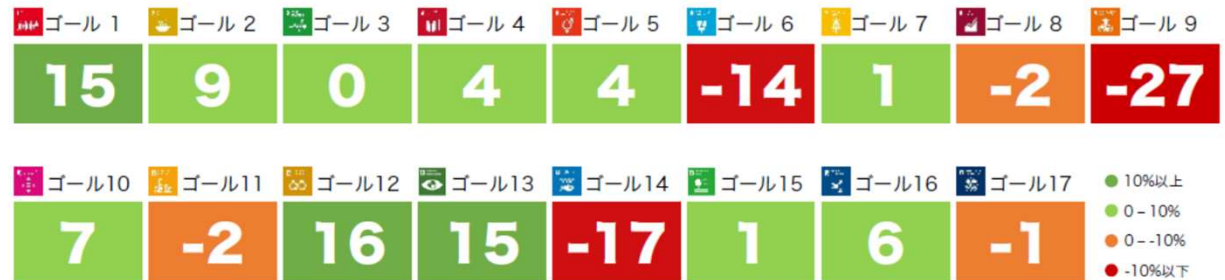 ゴール 1 ゴール 2 ゴール 3 ゴール 4 ゴール 5 ゴール 6 ゴール 7 ゴール 8 ゴール 9
15 9 0 4 4 -14 1 -2 -27
ゴール10 ゴール11 ゴール12 ゴール13 ゴール14 ゴール15 ゴール16 ゴール17
7 -2 16 15 -17 1 6 -1
10%以上
0 – 10%
0 – -10%
-10%以下